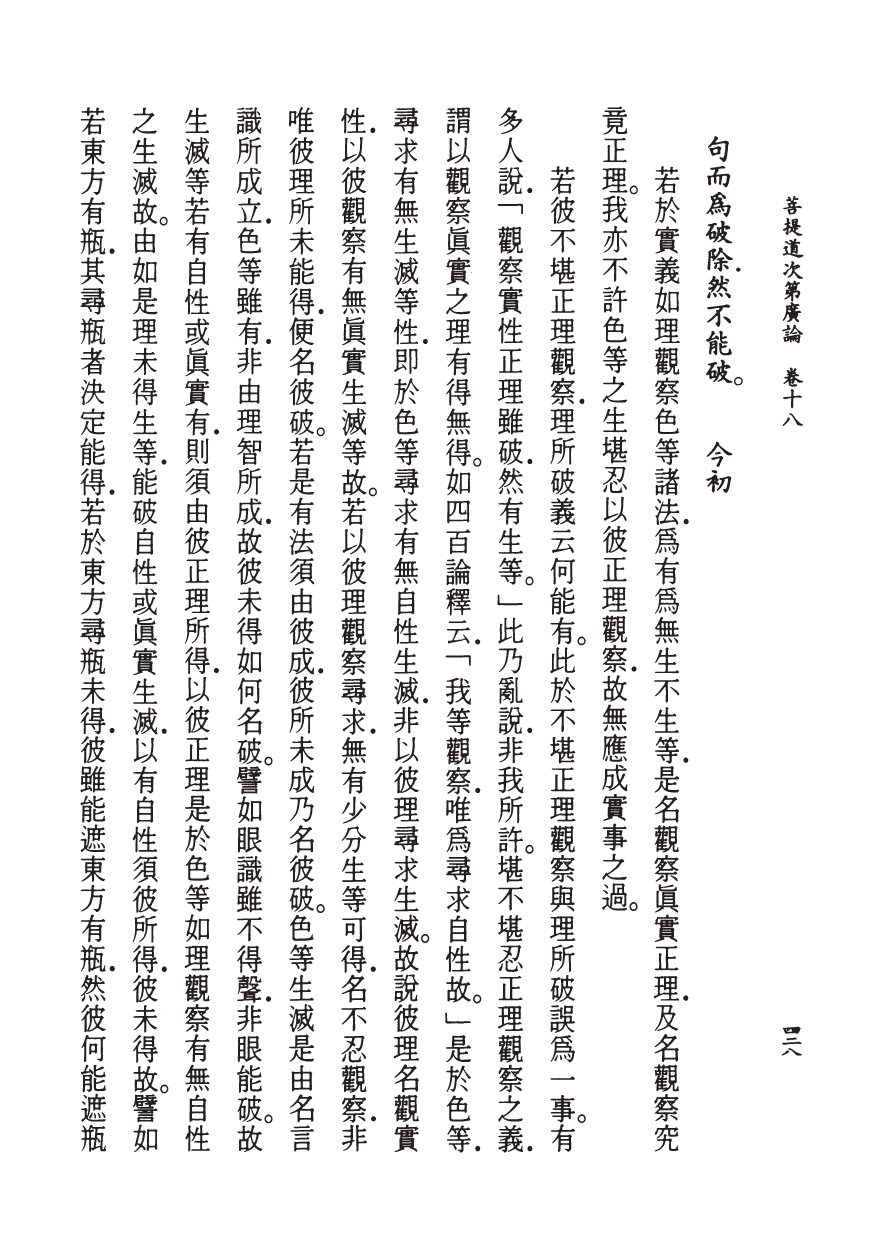 菩提道次第廣論　卷十八
四三八
句而爲破除．然不能破。　今初
若於實義如理觀察色等諸法．爲有爲無生不生等．是名觀察眞實正理．及名觀察究
竟正理。我亦不許色等之生堪忍以彼正理觀察．故無應成實事之過。
若彼不堪正理觀察．理所破義云何能有。此於不堪正理觀察與理所破誤爲一事。有
多人說．「觀察實性正理雖破．然有生等。」此乃亂說．非我所許。堪不堪忍正理觀察之義．
謂以觀察眞實之理有得無得。如四百論釋云．「我等觀察．唯爲尋求自性故。」是於色等．
尋求有無生滅等性．即於色等尋求有無自性生滅．非以彼理尋求生滅。故說彼理名觀實
性．以彼觀察有無眞實生滅等故。若以彼理觀察尋求．無有少分生等可得．名不忍觀察．非
唯彼理所未能得．便名彼破。若是有法須由彼成．彼所未成乃名彼破。色等生滅是由名言
識所成立．色等雖有．非由理智所成．故彼未得如何名破。譬如眼識雖不得聲．非眼能破。故
生滅等若有自性或眞實有．則須由彼正理所得．以彼正理是於色等如理觀察有無自性
之生滅故。由如是理未得生等．能破自性或眞實生滅．以有自性須彼所得．彼未得故。譬如
若東方有瓶．其尋瓶者決定能得．若於東方尋瓶未得．彼雖能遮東方有瓶．然彼何能遮瓶